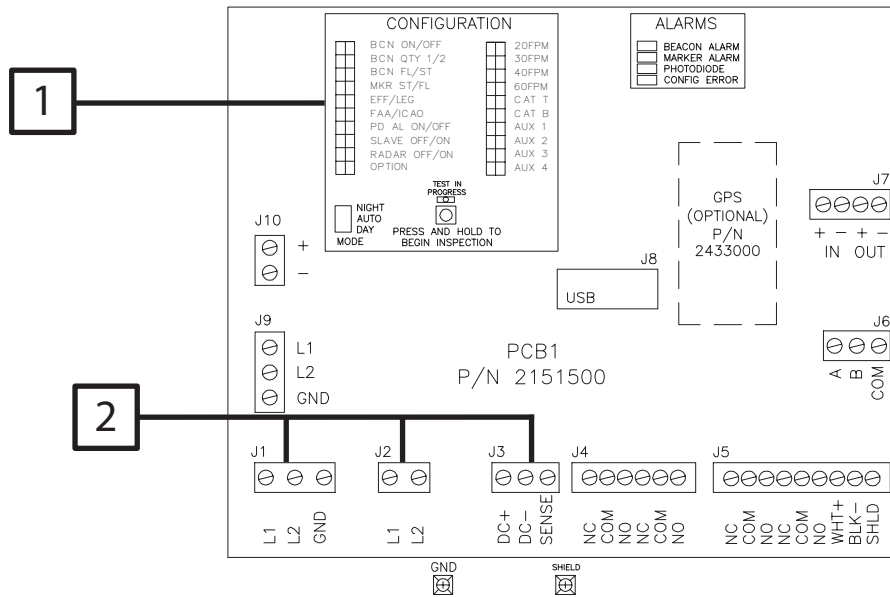 CONFIGURATION
BCN ON/OFF
BCN QTY 1/2
BCN FL/ST
MKR ST/FL
EFF/LEG
FAA/ICAO
PD AL ON/OFF
SLAVE OFF/ON
RADAR OFF/ON
OPTION
20FPM
30FPM
40FPM
60FPM
CAT T
CAT B
AUX 1
AUX 2
AUX 3
AUX 4
TEST IN
PROGRESS
NIGHT
AUTO
DAY
MODE
PRESS AND HOLD TO
BEGIN INSPECTION
ALARMS
BEACON ALARM
MARKER ALARM
PHOTODIODE
CONFIG ERROR
1
GPS
(OPTIONAL)
P/N
2433000
J7
+ − + −
IN OUT
J10
+
−
J8
USB
J9
L1
L2
GND
PCB1
P/N 2151500
J6
A
B
COM
2
J1
L1
L2
GND
J2
L1
L2
J3
DC+
DC−
SENSE
J4
NC
COM
NO
NC
COM
NO
J5
NC
COM
NO
NC
COM
NO
WHT+
BLK−
SHLD
GND
SHIELD